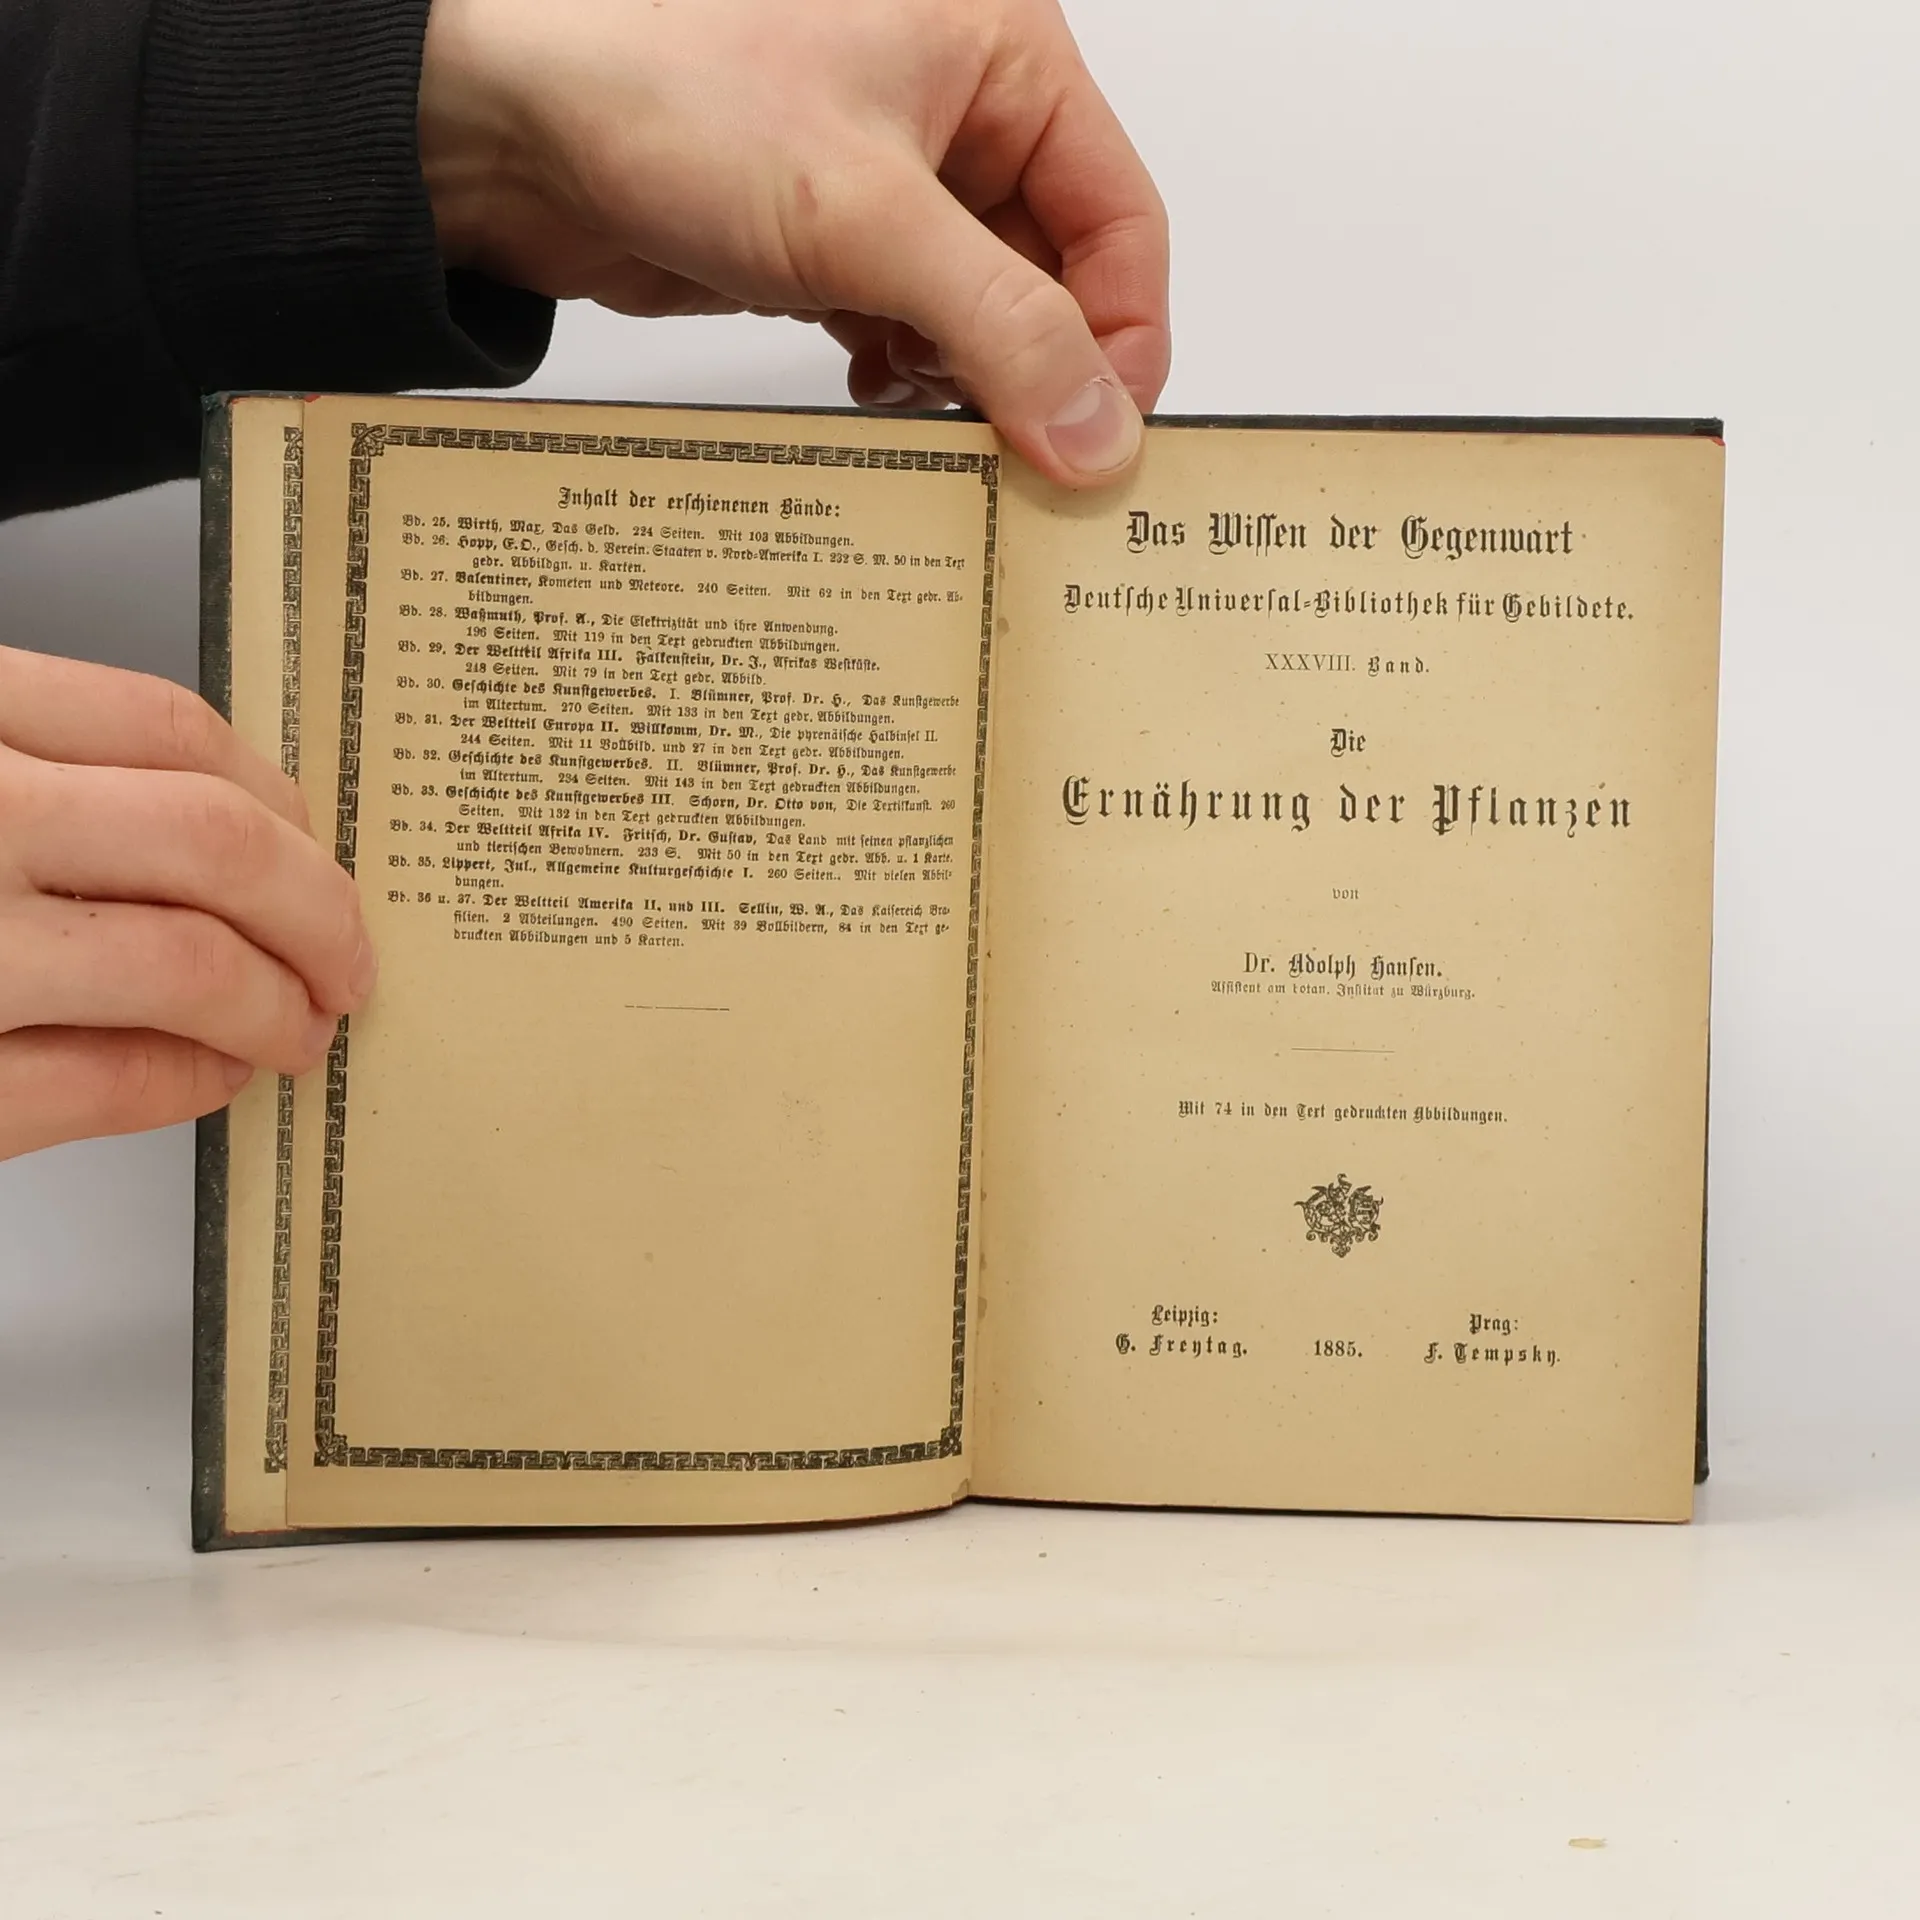 Inhalt der erschienenen Bände:
Bd. 25. Wirth, Max, Das Geld. 224 Seiten. Mit 103 Abbildungen.
Bd. 26. Hopp, E. O., Gesch. d. Verein. Staaten v. Nord-Amerika I. 232 S. M. 50 in den Text
gedr. Abbildgn. u. Karten.
Bd. 27. Valentiner, Kometen und Meteore. 240 Seiten. Mit 62 in den Text gedr. Ab-
bildungen.
Bd. 28. Waßmuth, Prof. A., Die Elektrizität und ihre Anwendung.
196 Seiten. Mit 119 in den Text gedruckten Abbildungen.
Bd. 29. Der Weltteil Afrika III. Falkenstein, Dr. J., Afrikas Westküste.
248 Seiten. Mit 79 in den Text gedr. Abbild.
Bd. 30. Geschichte des Kunstgewerbes. I. Blümner, Prof. Dr. H., Das Kunstgewerbe
im Altertum. 270 Seiten. Mit 133 in den Text gedr. Abbildungen.
Bd. 31. Der Weltteil Europa II. Willkomm, Dr. M., Die pyrenäische Halbinsel II.
244 Seiten. Mit 11 Vollbild. und 27 in den Text gedr. Abbildungen.
Bd. 32. Geschichte des Kunstgewerbes. II. Blümner, Prof. Dr. H., Das Kunstgewerbe
im Altertum. 234 Seiten. Mit 143 in den Text gedruckten Abbildungen.
Bd. 33. Geschichte des Kunstgewerbes III. Schorn, Dr. Otto von, Die Textilkunst. 260
Seiten. Mit 132 in den Text gedruckten Abbildungen.
Bd. 34. Der Weltteil Afrika IV. Fritsch, Dr. Gustav, Das Land mit seinen pflanzlichen
und tierischen Bewohnern. 233 S. Mit 50 in den Text gedr. Abb. u. 1 Karte.
Bd. 35. Lippert, Jul., Allgemeine Kulturgeschichte I. 260 Seiten.. Mit vielen Abbil-
dungen.
Bd. 36 u. 37. Der Weltteil Amerika II. und III. Sellin, W. A., Das Kaisereich Bra-
silien. 2 Abteilungen. 490 Seiten. Mit 39 Vollbildern, 84 in den Text ge-
druckten Abbildungen und 5 Karten.
Das Wissen der Gegenwart
Deutsche Universal-Bibliothek für Gebildete.
XXXVIII. Band.
Die
Ernährung der Pflanzen
von
Dr. Adolph Hansen.
Assistent am botan. Institut zu Würzburg.
Mit 74 in den Text gedruckten Abbildungen.
Leipzig:
G. Freytag.
1885.
Prag:
F. Tempsky.